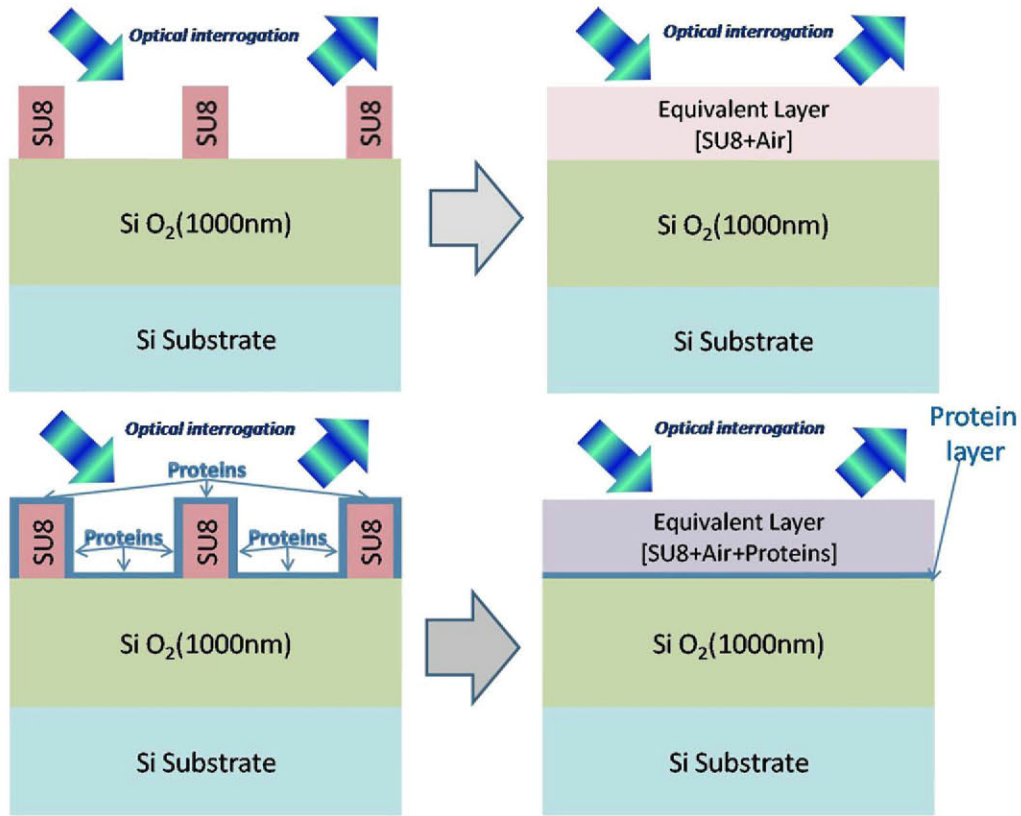 Optical interrogation
SU8
SU8
SU8
Si O₂(1000nm)
Si Substrate
Optical interrogation
Equivalent Layer
[SU8+Air]
Si O₂(1000nm)
Si Substrate
Optical interrogation
Proteins
SU8
Proteins
SU8
Proteins
SU8
Si O₂(1000nm)
Si Substrate
Optical interrogation
Protein
layer
Equivalent Layer
[SU8+Air+Proteins]
Si O₂(1000nm)
Si Substrate